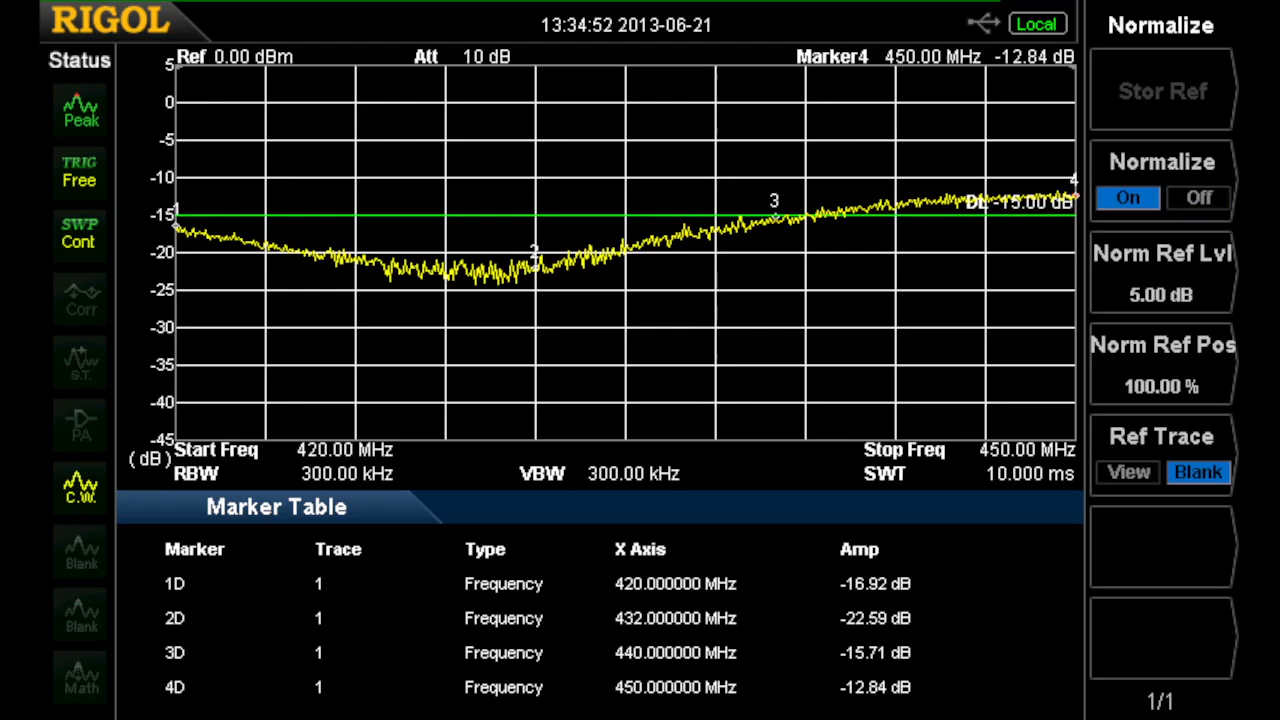 RIGOL
13:34:52 2013-06-21
Local
Normalize
Status
Ref 0.00 dBm
Att 10 dB
Marker4 450.00 MHz -12.84 dB
5
0
-5
-10
-15
-20
-25
-30
-35
-40
-45
(dB)
1
2
3
4
DL -15.00 dB
Peak
TRIG
Free
SWP
Cont
Corr
S.T.
PA
C.W.
Blank
Blank
Math
Start Freq 420.00 MHz
Stop Freq 450.00 MHz
RBW 300.00 kHz
VBW 300.00 kHz
SWT 10.000 ms
Marker Table
Marker Trace Type X Axis Amp
1D 1 Frequency 420.000000 MHz -16.92 dB
2D 1 Frequency 432.000000 MHz -22.59 dB
3D 1 Frequency 440.000000 MHz -15.71 dB
4D 1 Frequency 450.000000 MHz -12.84 dB
Stor Ref
Normalize
On Off
Norm Ref Lvl
5.00 dB
Norm Ref Pos
100.00 %
Ref Trace
View Blank
1/1